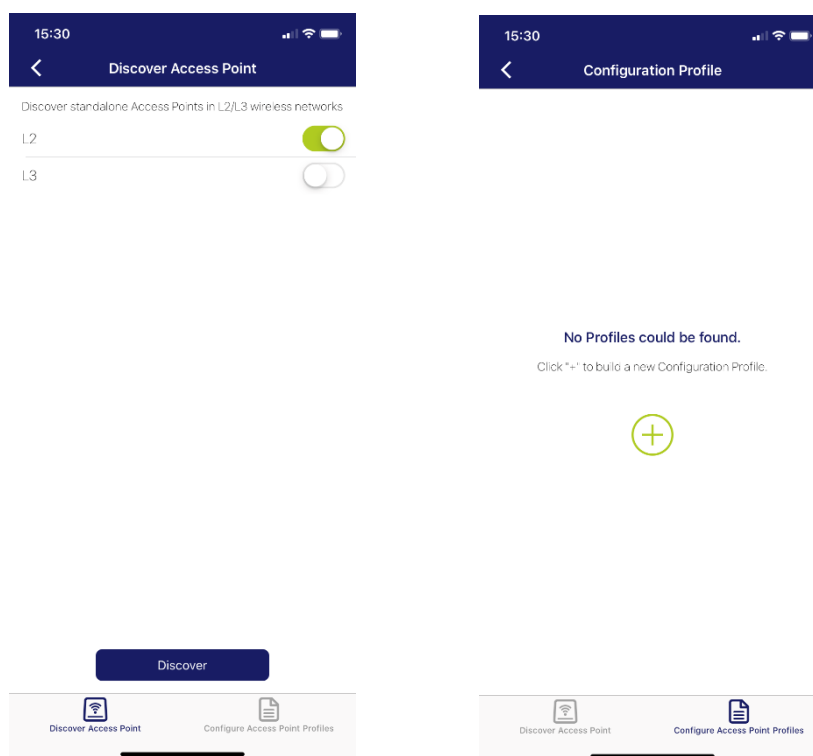 15:30
Discover Access Point
Discover standalone Access Points in L2/L3 wireless networks
L2
L3
Discover
Discover Access Point
Configure Access Point Profiles
15:30
Configuration Profile
No Profiles could be found.
Click "+" to build a new Configuration Profile.
Discover Access Point
Configure Access Point Profiles